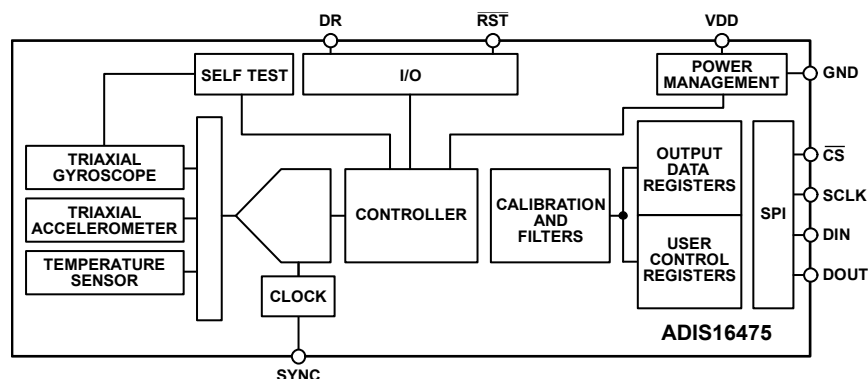 DR
RST
VDD
SELF TEST
I/O
POWER
MANAGEMENT
GND
TRIAXIAL
GYROSCOPE
TRIAXIAL
ACCELEROMETER
TEMPERATURE
SENSOR
CONTROLLER
CLOCK
CALIBRATION
AND
FILTERS
OUTPUT
DATA
REGISTERS
USER
CONTROL
REGISTERS
SPI
CS
SCLK
DIN
DOUT
ADIS16475
SYNC